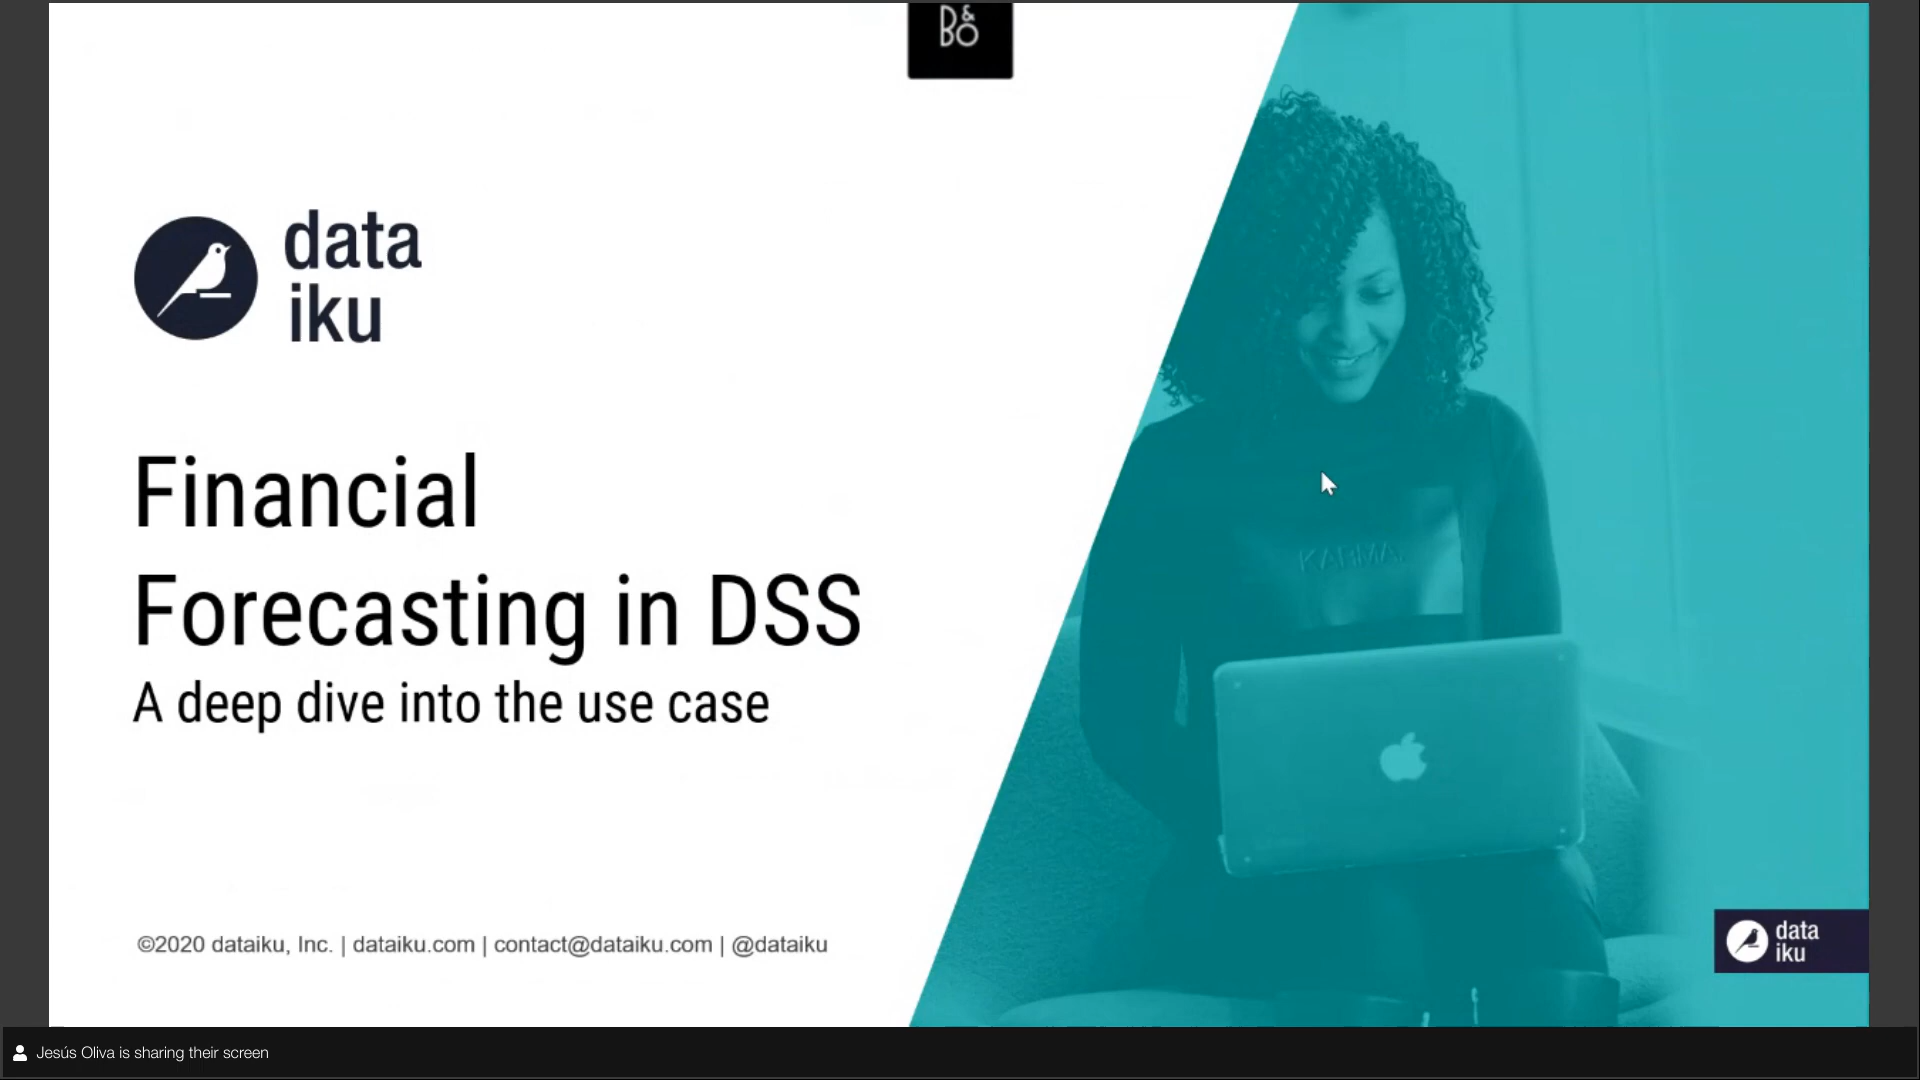 B&O
data
iku
Financial
Forecasting in DSS
A deep dive into the use case
KARMA.
©2020 dataiku, Inc. | dataiku.com | contact@dataiku.com | @dataiku
data
iku
Jesús Oliva is sharing their screen